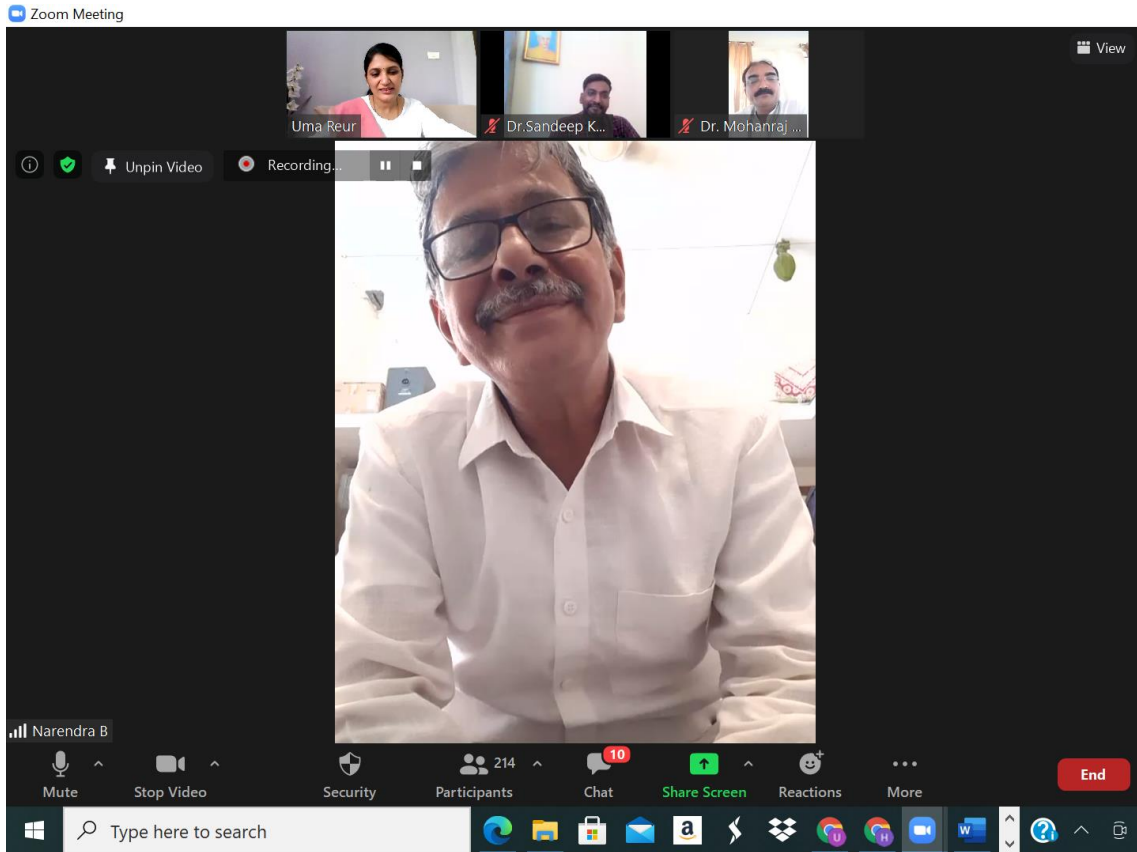 Zoom Meeting
View
Uma Reur
Dr.Sandeep K...
Dr. Mohanraj ...
Unpin Video
Recording...
Narendra B
214
10
Mute
Stop Video
Security
Participants
Chat
Share Screen
Reactions
More
End
Type here to search
a
U
H
W